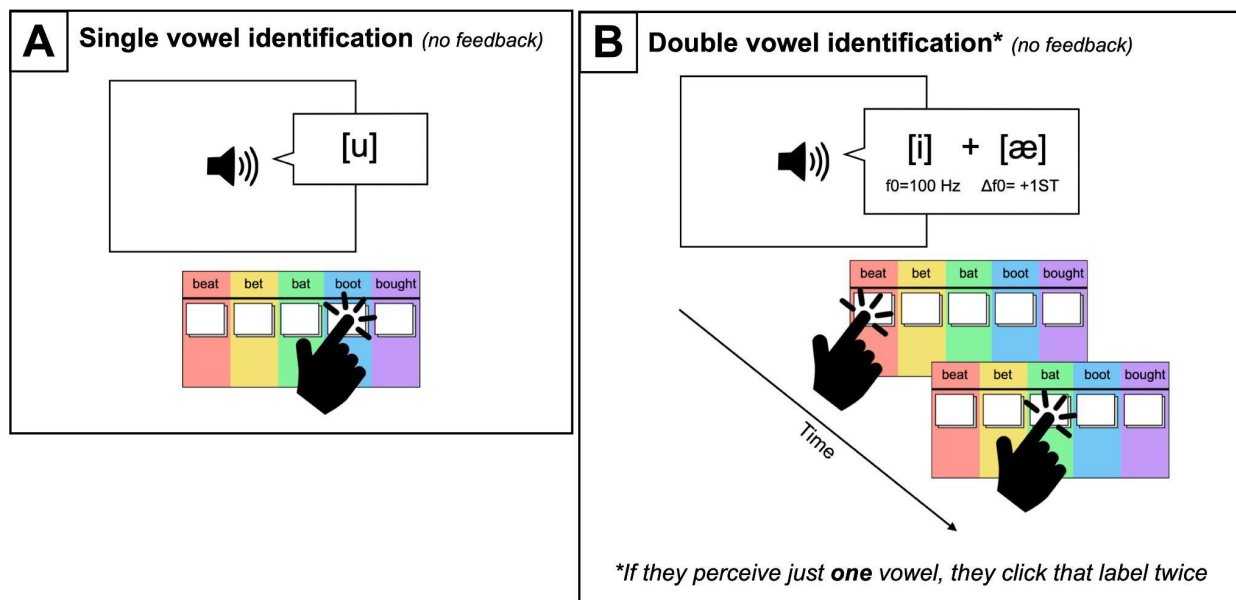 A Single vowel identification (no feedback)
[u]
beat bet bat boot bought
B Double vowel identification* (no feedback)
[i] + [æ]
f0=100 Hz Δf0= +1ST
beat bet bat boot bought
beat bet bat boot bought
Time
*If they perceive just one vowel, they click that label twice